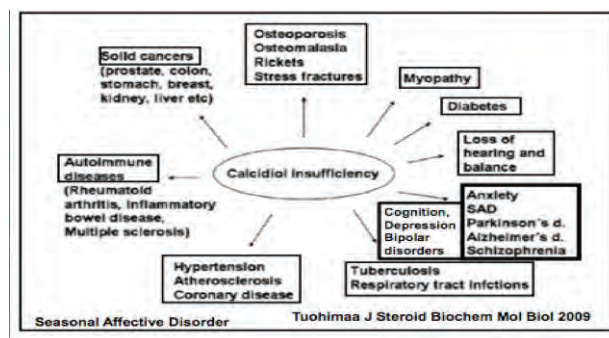 Osteoporosis
Osteomalasia
Rickets
Stress fractures
Solid cancers
(prostate, colon,
stomach, breast,
kidney, liver etc)
Myopathy
Diabetes
Loss of
hearing and
balance
Calcidiol Insufficiency
Autoimmune
diseases
(Rheumatoid
arthritis, Inflammatory
bowel disease,
Multiple sclerosis)
Cognition,
Depression
Bipolar
disorders
Anxiety
SAD
Parkinson´s d.
Alzheimer´s d.
Schizophrenia
Hypertension
Atherosclerosis
Coronary disease
Tuberculosis
Respiratory tract infctions
Seasonal Affective Disorder
Tuohimaa J Steroid Biochem Mol Biol 2009